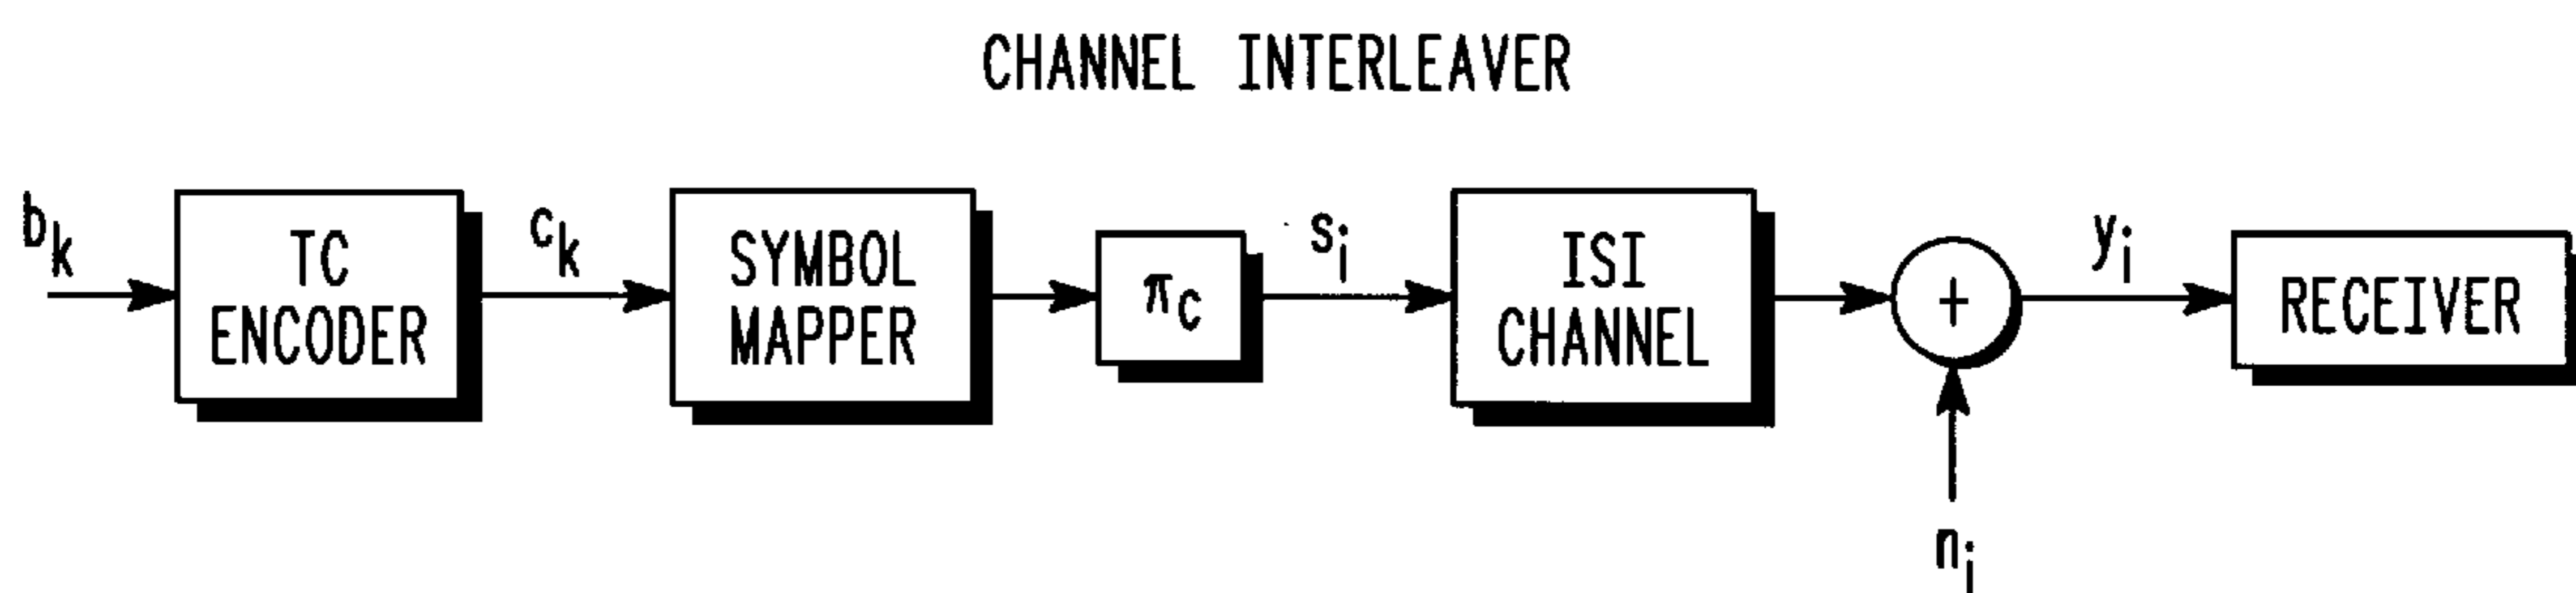 CHANNEL INTERLEAVER
b_k
TC
ENCODER
c_k
SYMBOL
MAPPER
π_c
s_i
ISI
CHANNEL
+
n_i
y_i
RECEIVER